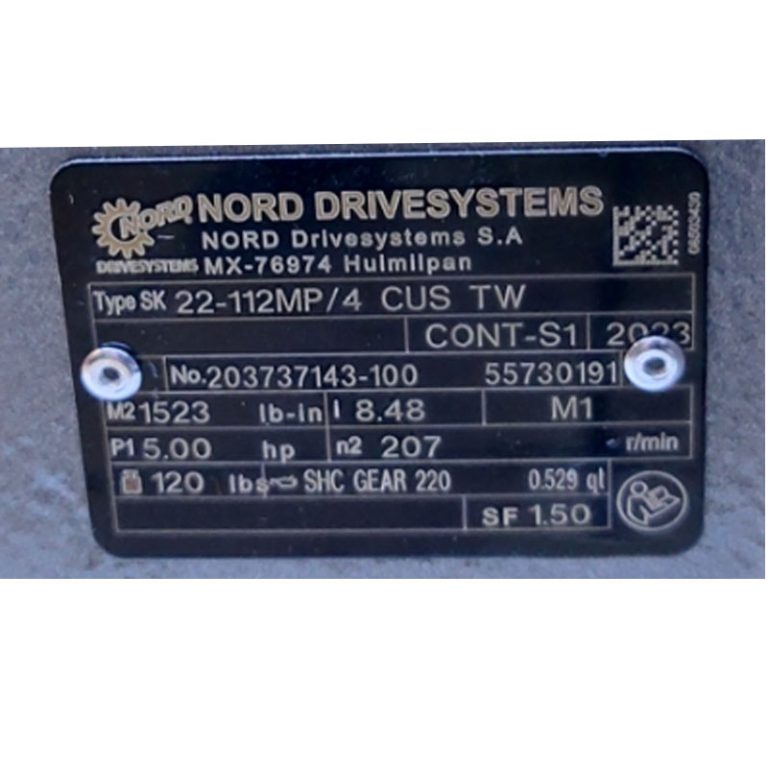 NORD NORD DRIVESYSTEMS
NORD Drivesystems S.A
DRIVESYSTEMS MX-76974 Huimilpan
Type SK 22-112MP/4 CUS TW
CONT-S1 2023
No. 203737143-100 55730191
M2 1523 lb-in i 8.48 M1
P1 5.00 hp n2 207 r/min
120 lbs SHC GEAR 220 0.529 qt
SF 1.50